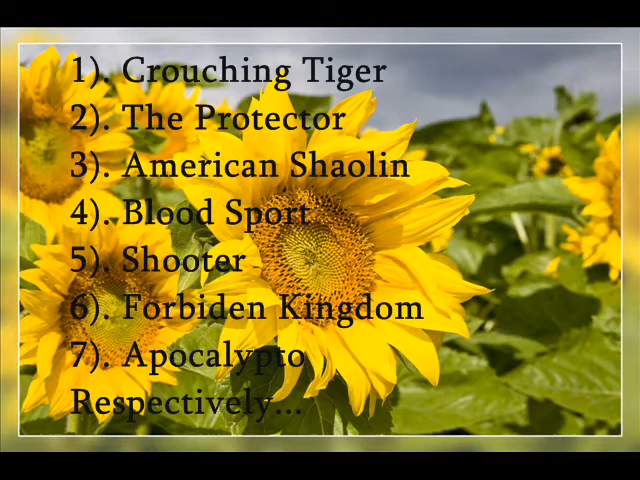 1). Crouching Tiger
2). The Protector
3). American Shaolin
4). Blood Sport
5). Shooter
6). Forbiden Kingdom
7). Apocalypto
Respectively...